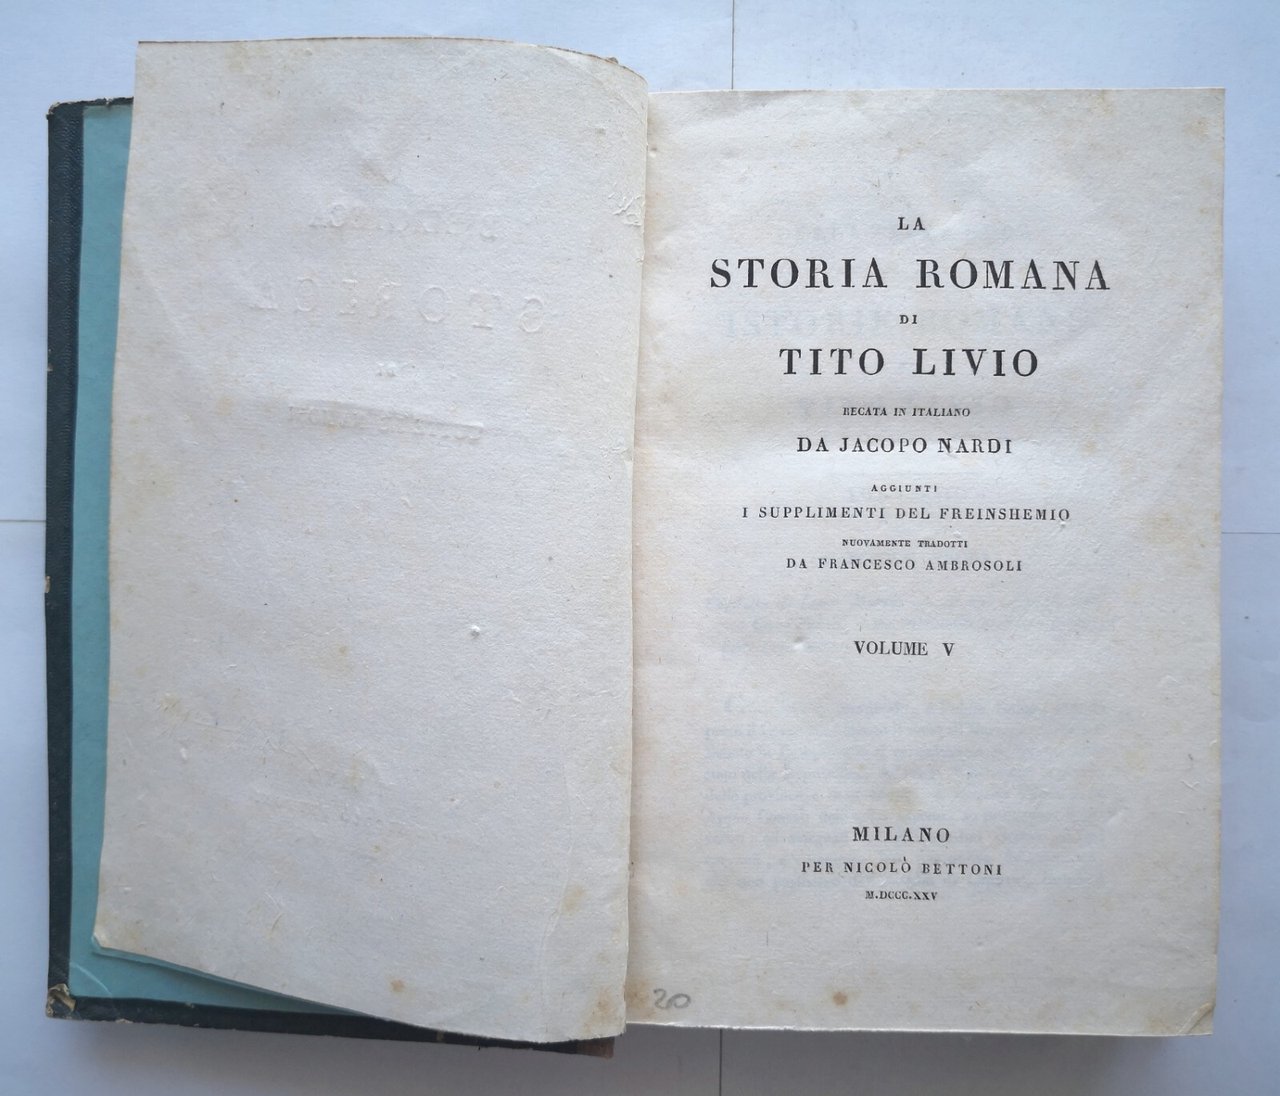 LA
STORIA ROMANA
DI
TITO LIVIO
RECATA IN ITALIANO
DA JACOPO NARDI
AGGIUNTI
I SUPPLIMENTI DEL FREINSHEMIO
NUOVAMENTE TRADOTTI
DA FRANCESCO AMBROSOLI
VOLUME V
MILANO
PER NICOLÒ BETTONI
M.DCCC.XXV
20